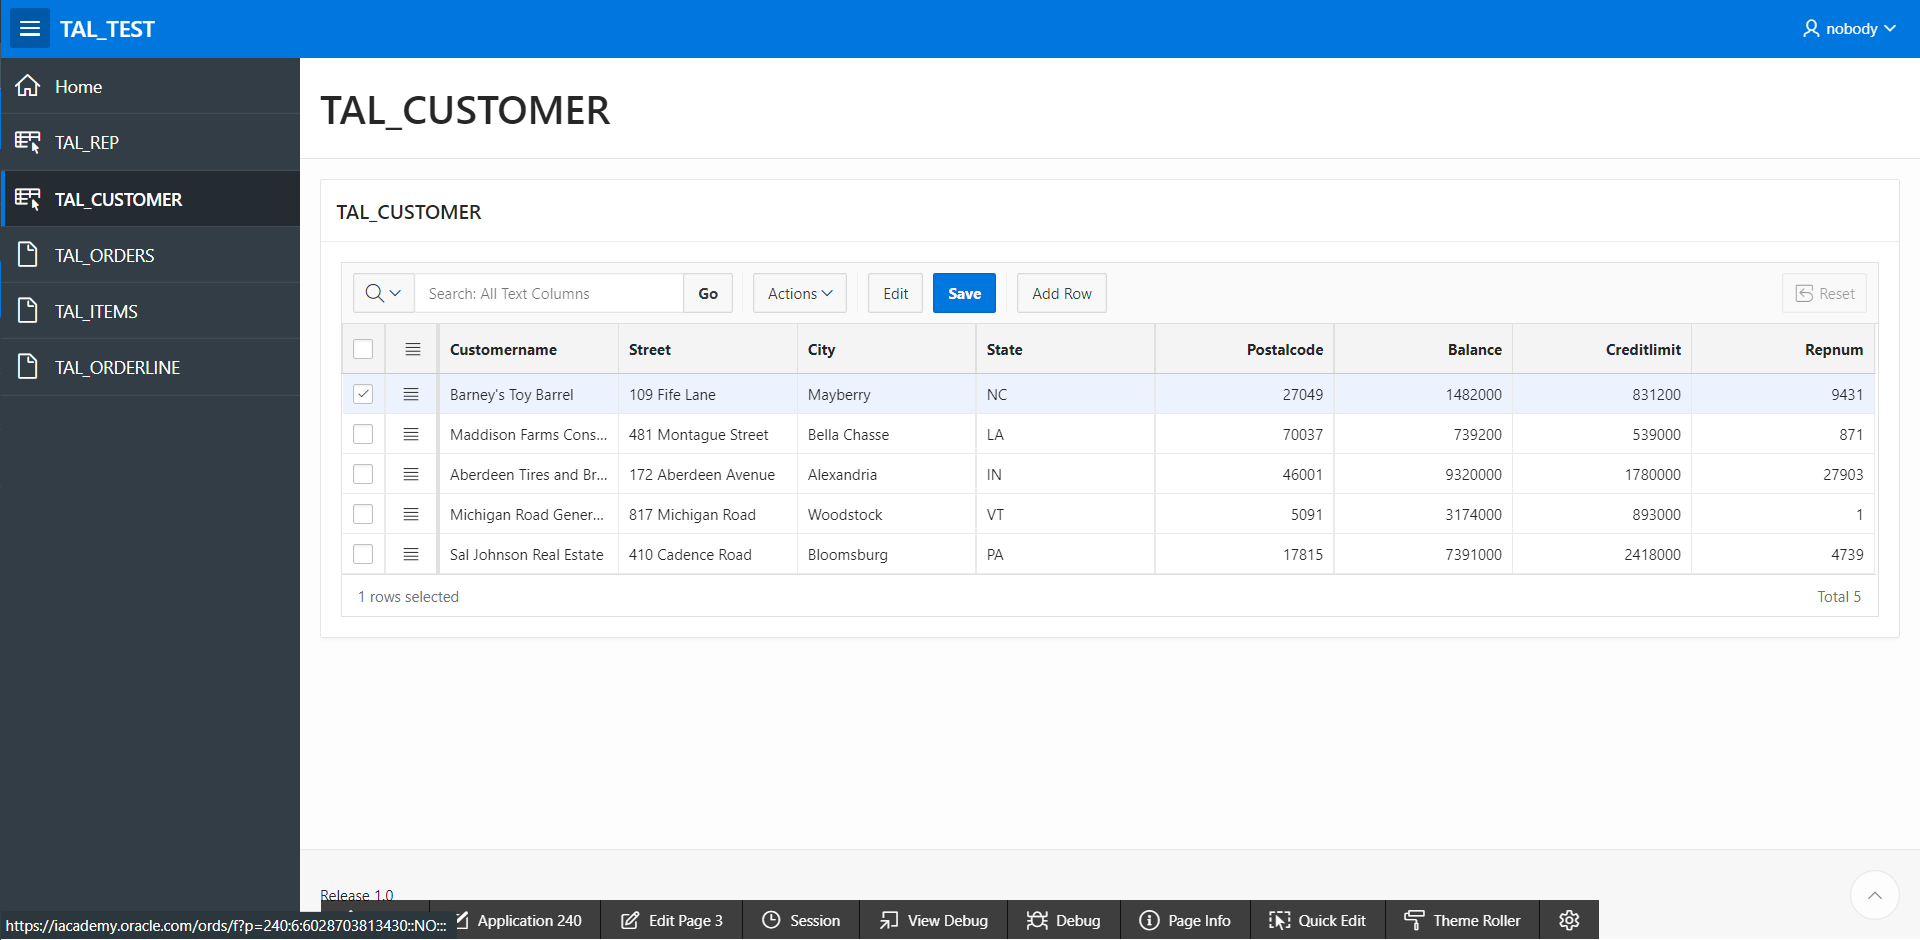 TAL_TEST
nobody
Home
TAL_REP
TAL_CUSTOMER
TAL_ORDERS
TAL_ITEMS
TAL_ORDERLINE
TAL_CUSTOMER
TAL_CUSTOMER
Search: All Text Columns Go Actions Edit Save Add Row Reset
Customername Street City State Postalcode Balance Creditlimit Repnum
Barney's Toy Barrel 109 Fife Lane Mayberry NC 27049 1482000 831200 9431
Maddison Farms Cons... 481 Montague Street Bella Chasse LA 70037 739200 539000 871
Aberdeen Tires and Br... 172 Aberdeen Avenue Alexandria IN 46001 9320000 1780000 27903
Michigan Road Gener... 817 Michigan Road Woodstock VT 5091 3174000 893000 1
Sal Johnson Real Estate 410 Cadence Road Bloomsburg PA 17815 7391000 2418000 4739
1 rows selected Total 5
Release 1.0
https://iacademy.oracle.com/ords/f?p=240:6:6028703813430::NO:::
Application 240 Edit Page 3 Session View Debug Debug Page Info Quick Edit Theme Roller